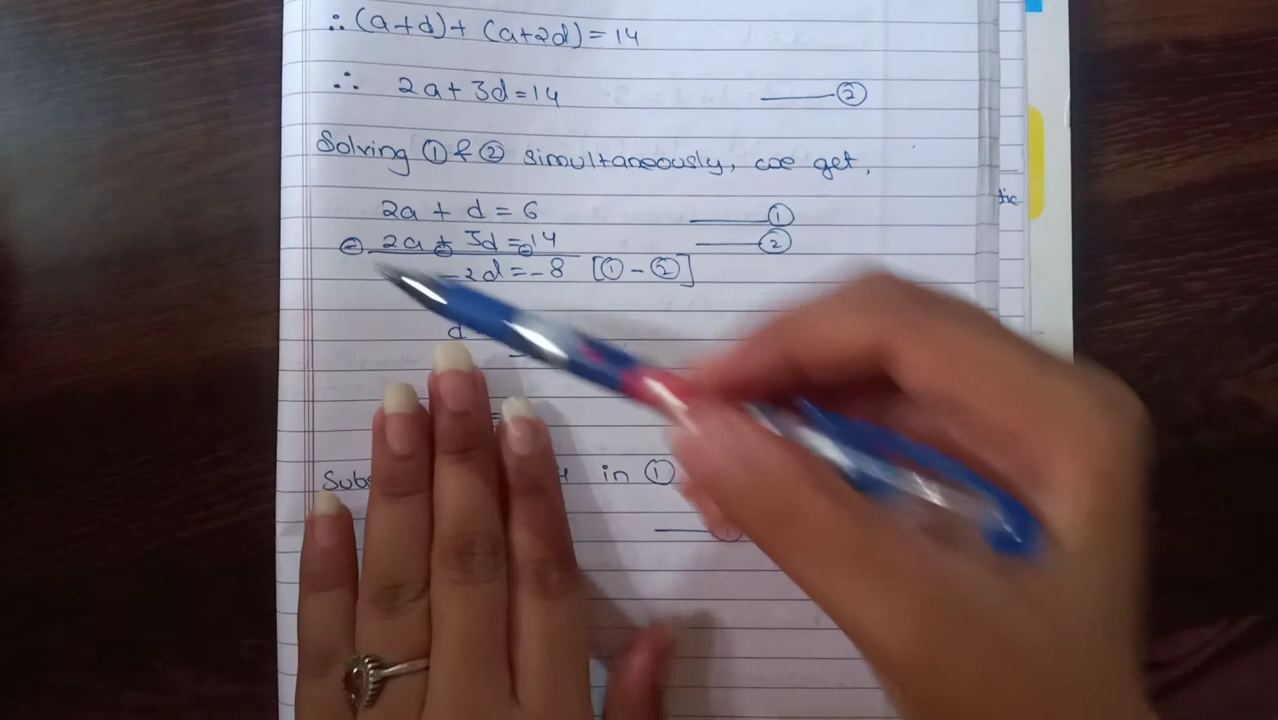 ∴ (a+d) + (a+2d) = 14
∴ 2a + 3d = 14 ——— ②
Solving ① & ② simultaneously, we get,
2a + d = 6 ——— ①
2a + 3d = 14 ——— ②
-2d = -8 [① - ②]
d
in ①